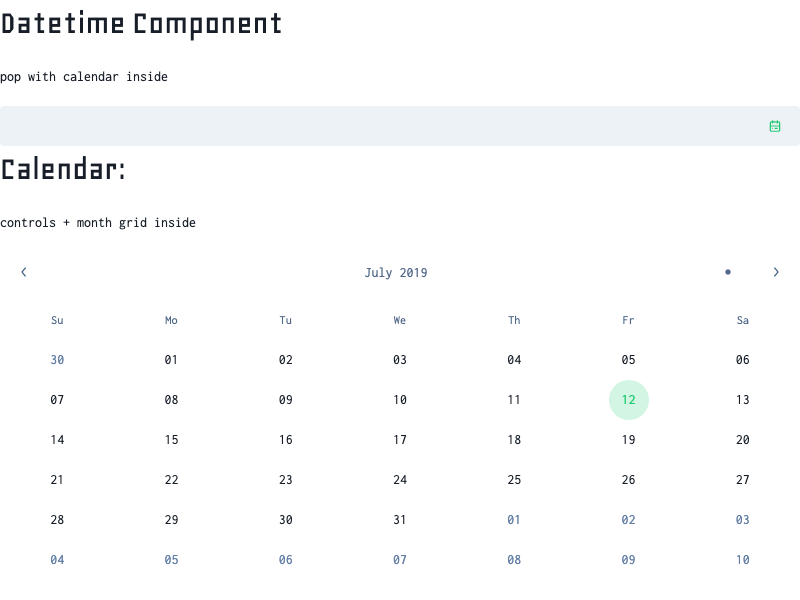 Datetime Component
pop with calendar inside
Calendar:
controls + month grid inside
July 2019
Su Mo Tu We Th Fr Sa
30 01 02 03 04 05 06
07 08 09 10 11 12 13
14 15 16 17 18 19 20
21 22 23 24 25 26 27
28 29 30 31 01 02 03
04 05 06 07 08 09 10